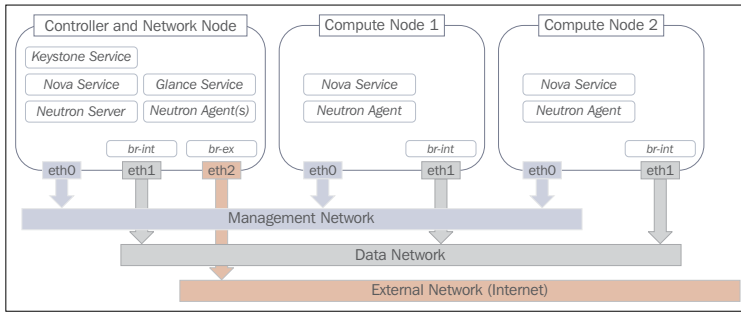 Controller and Network Node
Compute Node 1
Compute Node 2
Keystone Service
Nova Service
Glance Service
Nova Service
Nova Service
Neutron Server
Neutron Agent(s)
Neutron Agent
Neutron Agent
br-int
br-ex
br-int
br-int
eth0
eth1
eth2
eth0
eth1
eth0
eth1
Management Network
Data Network
External Network (Internet)